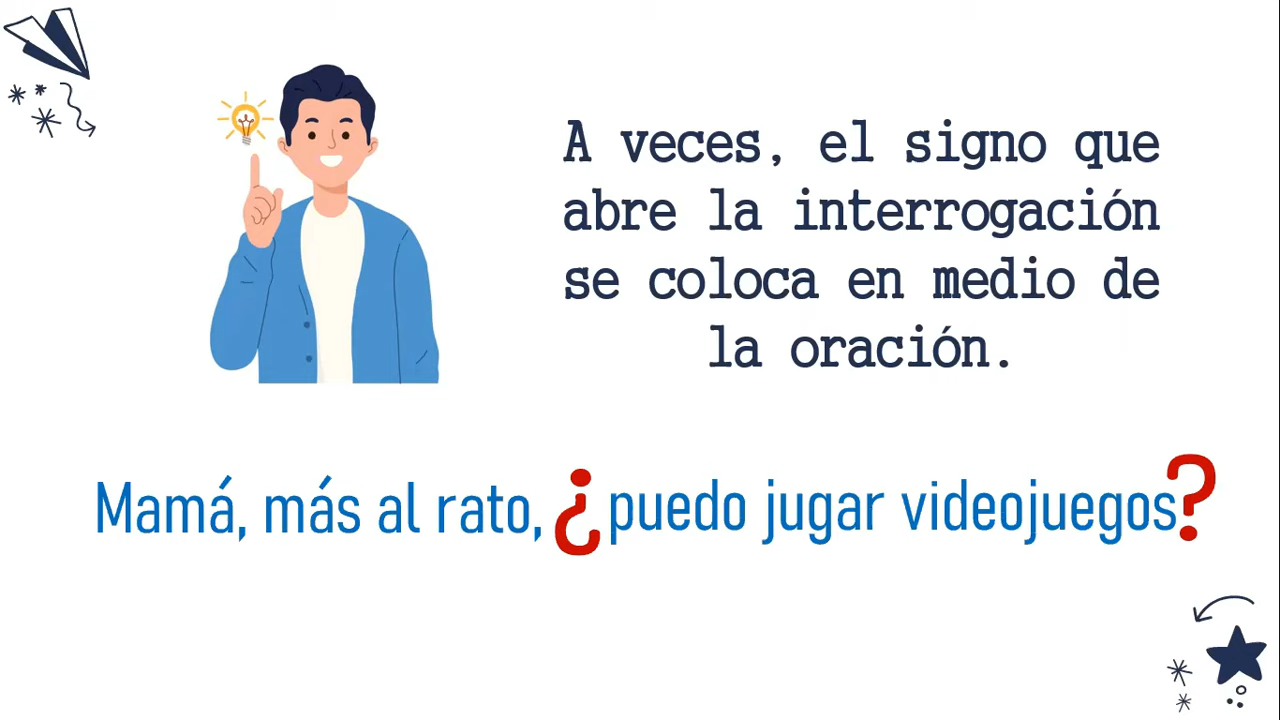 A veces, el signo que
abre la interrogación
se coloca en medio de
la oración.
Mamá, más al rato, ¿puedo jugar videojuegos?